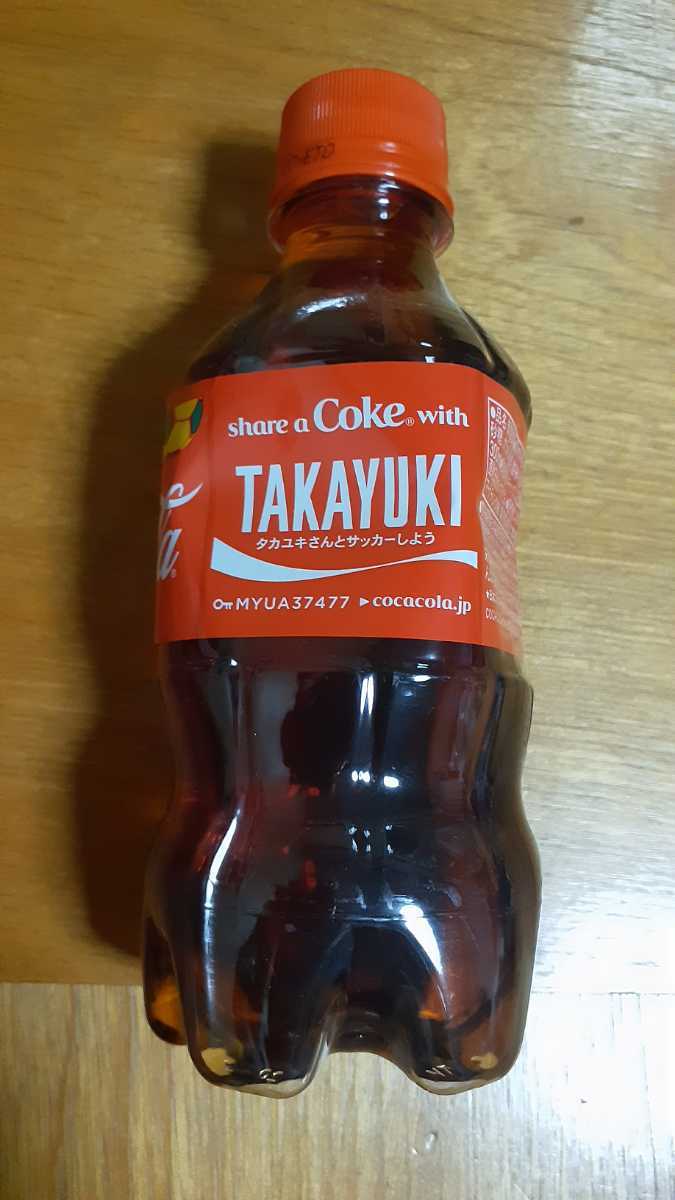 share a Coke® with
TAKAYUKI
タカユキさんとサッカーしよう
MYUA37477 ▶cocacola.jp